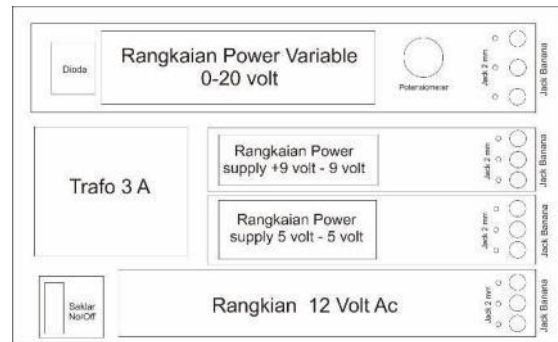 Dioda
Rangkaian Power Variable
0-20 volt
Potensiometer
Jack 2 mm
Jack Banana
Trafo 3 A
Rangkaian Power
supply +9 volt - 9 volt
Jack 2 mm
Jack Banana
Rangkaian Power
supply 5 volt - 5 volt
Jack 2 mm
Jack Banana
Saklar
No/Off
Rangkian 12 Volt Ac
Jack 2 mm
Jack Banana